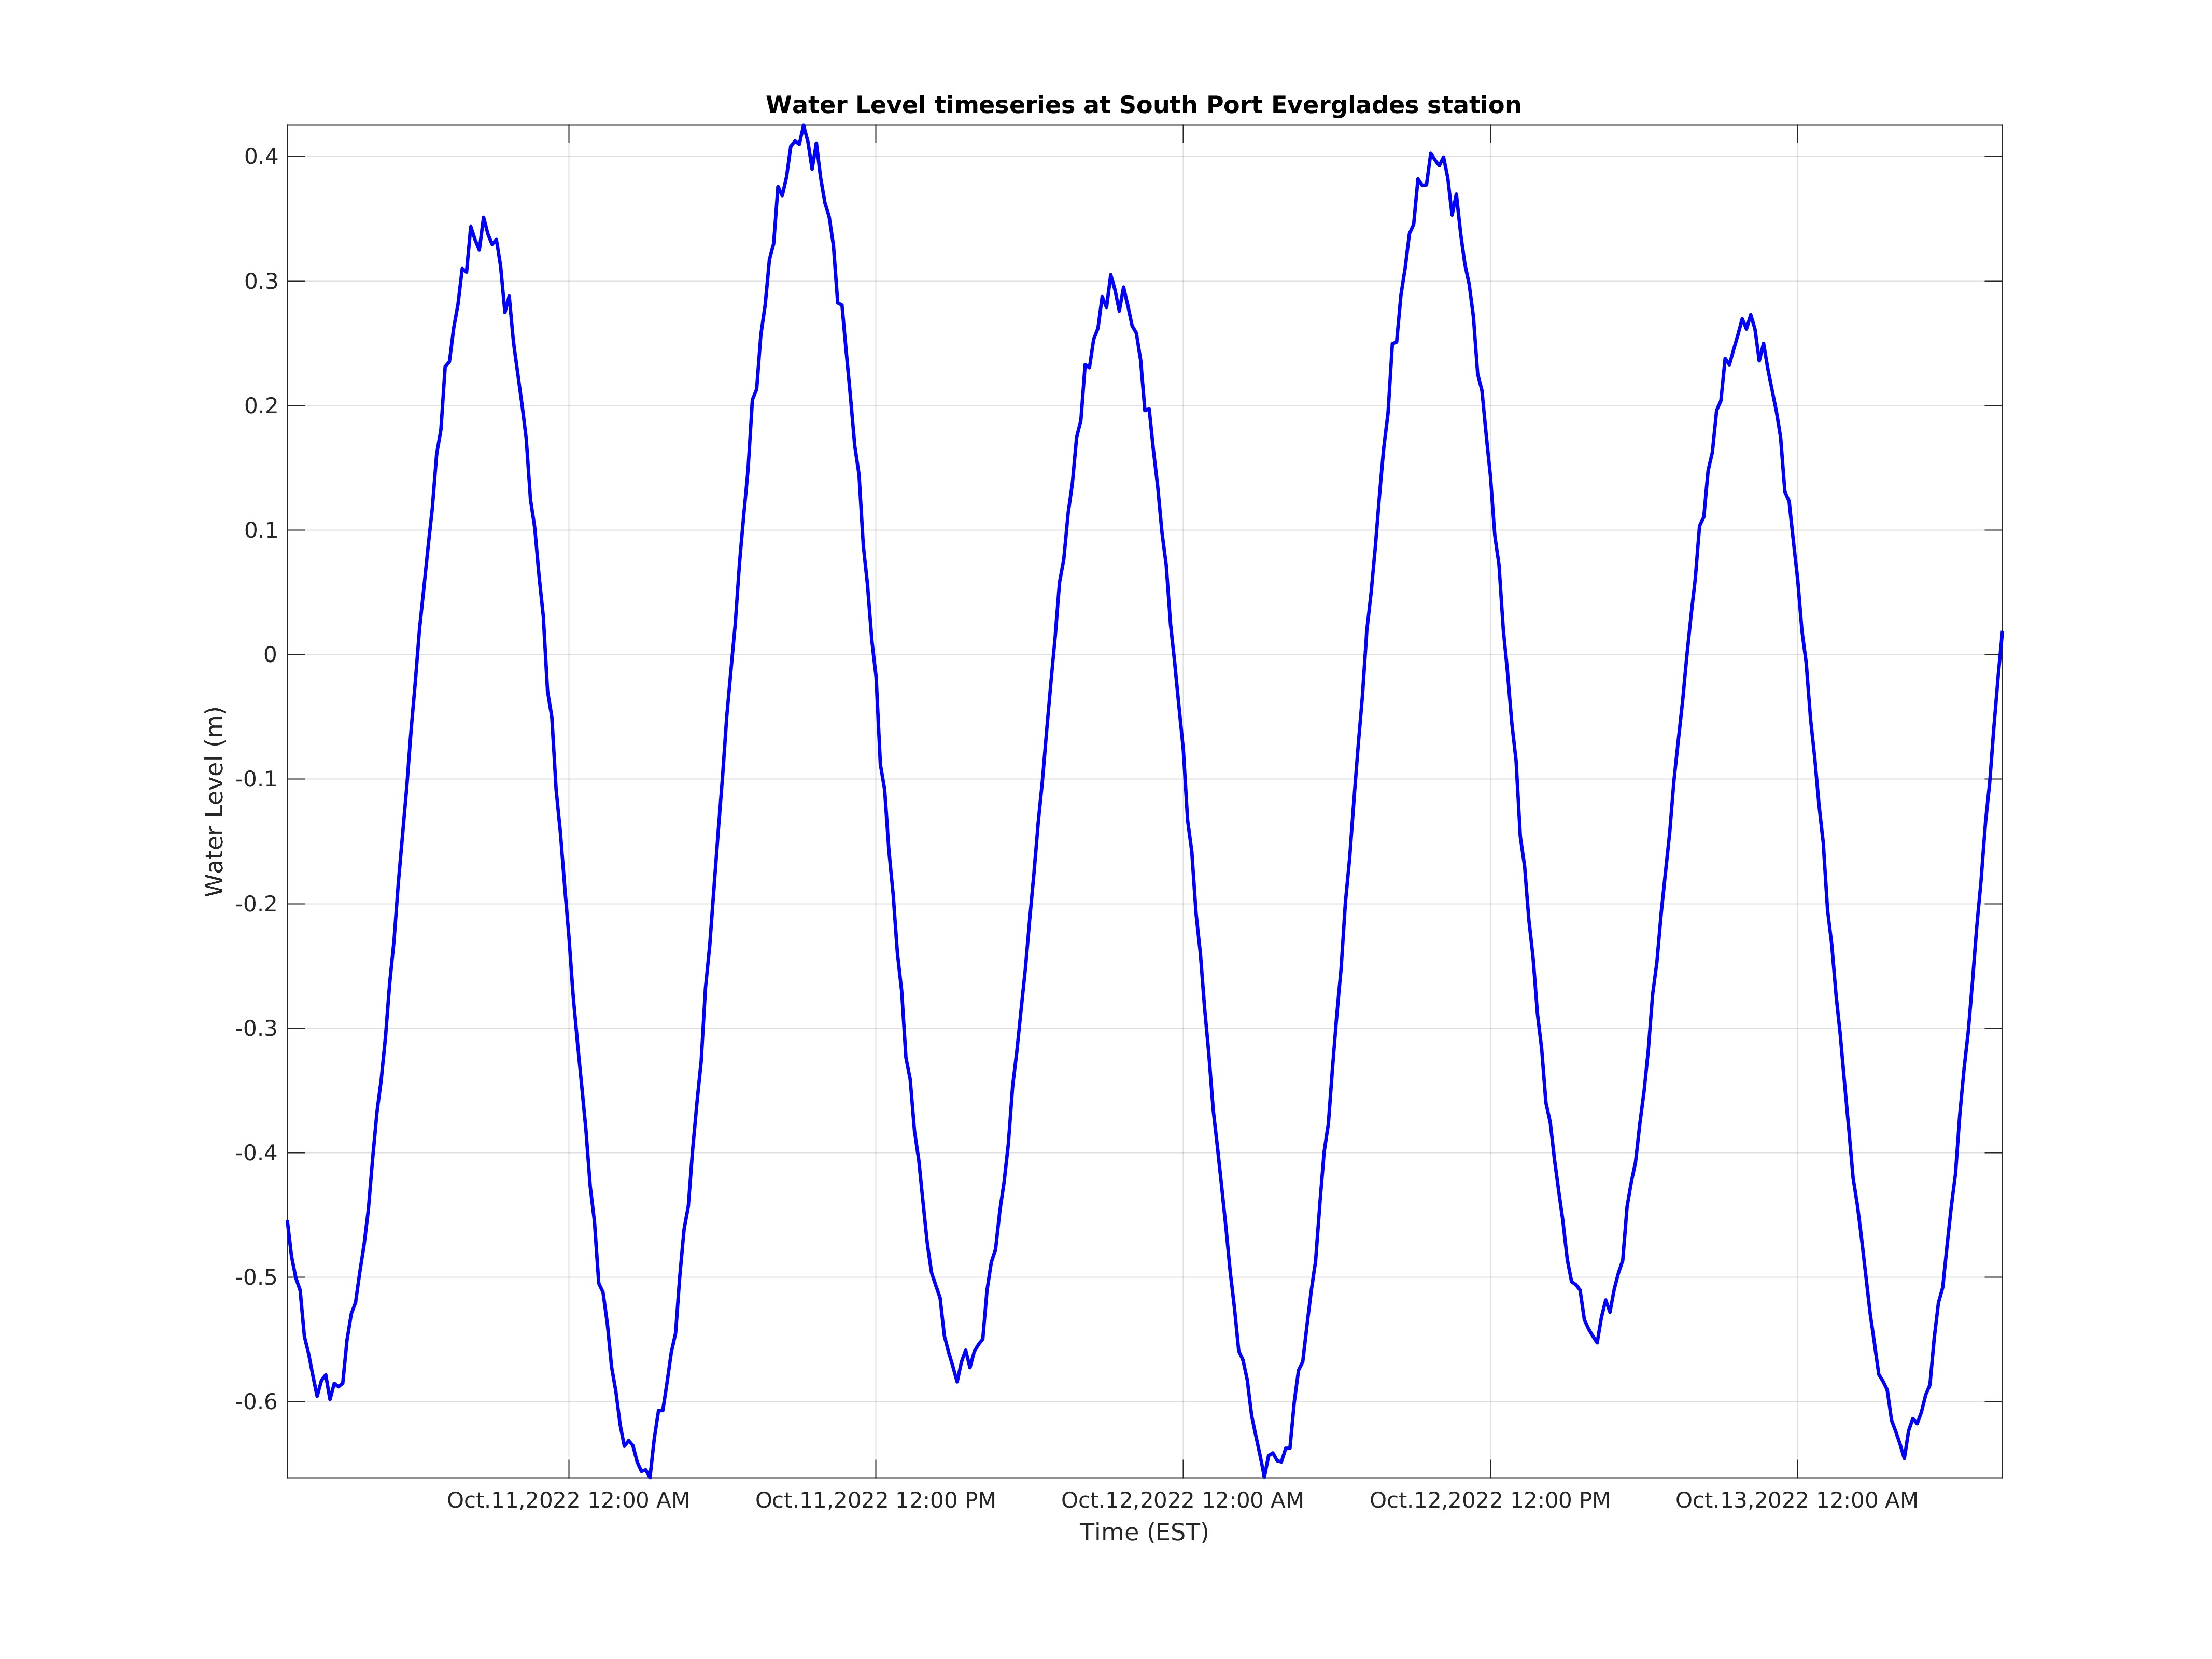 Water Level timeseries at South Port Everglades station
0.4
0.3
0.2
0.1
0
-0.1
-0.2
-0.3
-0.4
-0.5
-0.6
Water Level (m)
Oct.11,2022 12:00 AM
Oct.11,2022 12:00 PM
Oct.12,2022 12:00 AM
Oct.12,2022 12:00 PM
Oct.13,2022 12:00 AM
Time (EST)